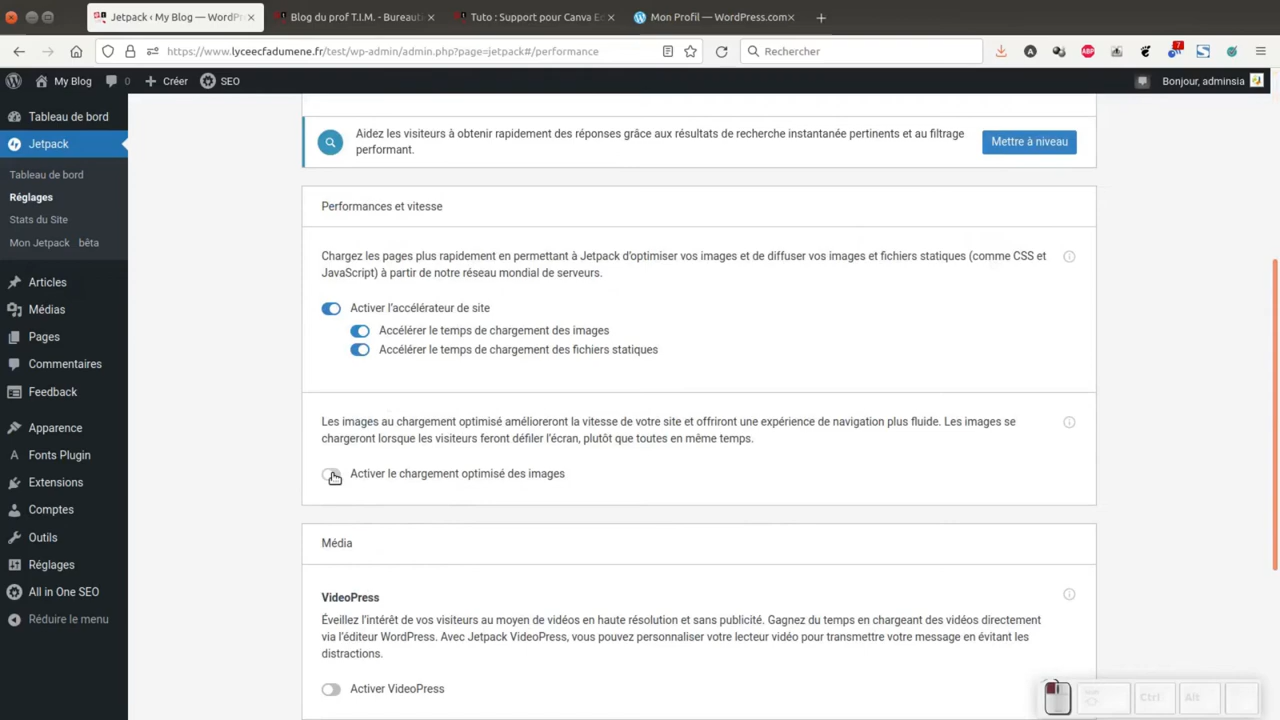 Jetpack ‹ My Blog — WordPr
Blog du prof T.I.M. - Bureaut
Tuto : Support pour Canva Ed
Mon Profil — WordPress.com
https://www.lyceecfadumene.fr/test/wp-admin/admin.php?page=jetpack#/performance
Rechercher
7
ABP
My Blog
0
Créer
SEO
Bonjour, adminsia
Tableau de bord
Jetpack
Tableau de bord
Réglages
Stats du Site
Mon Jetpack bêta
Articles
Médias
Pages
Commentaires
Feedback
Apparence
Fonts Plugin
Extensions
Comptes
Outils
Réglages
All in One SEO
Réduire le menu
Aidez les visiteurs à obtenir rapidement des réponses grâce aux résultats de recherche instantanée pertinents et au filtrage
performant.
Mettre à niveau
Performances et vitesse
Chargez les pages plus rapidement en permettant à Jetpack d'optimiser vos images et de diffuser vos images et fichiers statiques (comme CSS et
JavaScript) à partir de notre réseau mondial de serveurs.
Activer l'accélérateur de site
Accélérer le temps de chargement des images
Accélérer le temps de chargement des fichiers statiques
Les images au chargement optimisé amélioreront la vitesse de votre site et offriront une expérience de navigation plus fluide. Les images se
chargeront lorsque les visiteurs feront défiler l'écran, plutôt que toutes en même temps.
Activer le chargement optimisé des images
Média
VideoPress
Éveillez l'intérêt de vos visiteurs au moyen de vidéos en haute résolution et sans publicité. Gagnez du temps en chargeant des vidéos directement
via l'éditeur WordPress. Avec Jetpack VideoPress, vous pouvez personnaliser votre lecteur vidéo pour transmettre votre message en évitant les
distractions.
Activer VideoPress
Ctrl
Alt